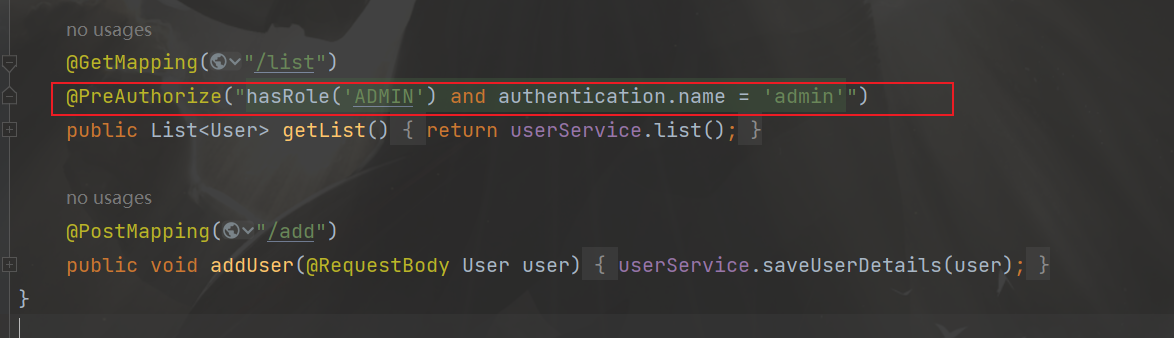 no usages
@GetMapping("/list")
@PreAuthorize("hasRole('ADMIN') and authentication.name = 'admin'")
public List<User> getList() { return userService.list(); }
no usages
@PostMapping("/add")
public void addUser(@RequestBody User user) { userService.saveUserDetails(user); }
}